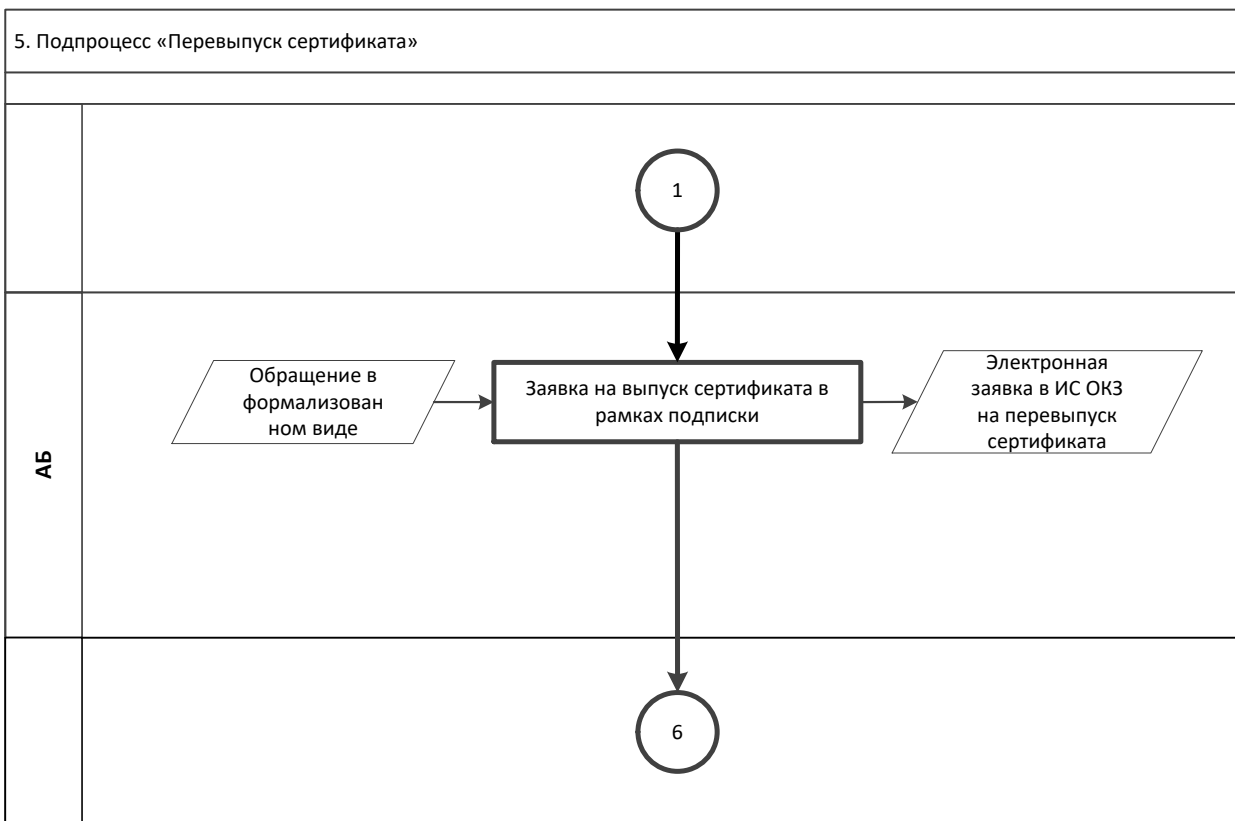 5. Подпроцесс «Перевыпуск сертификата»
1
АБ
Обращение в
формализован
ном виде
Заявка на выпуск сертификата в
рамках подписки
Электронная
заявка в ИС ОКЗ
на перевыпуск
сертификата
6